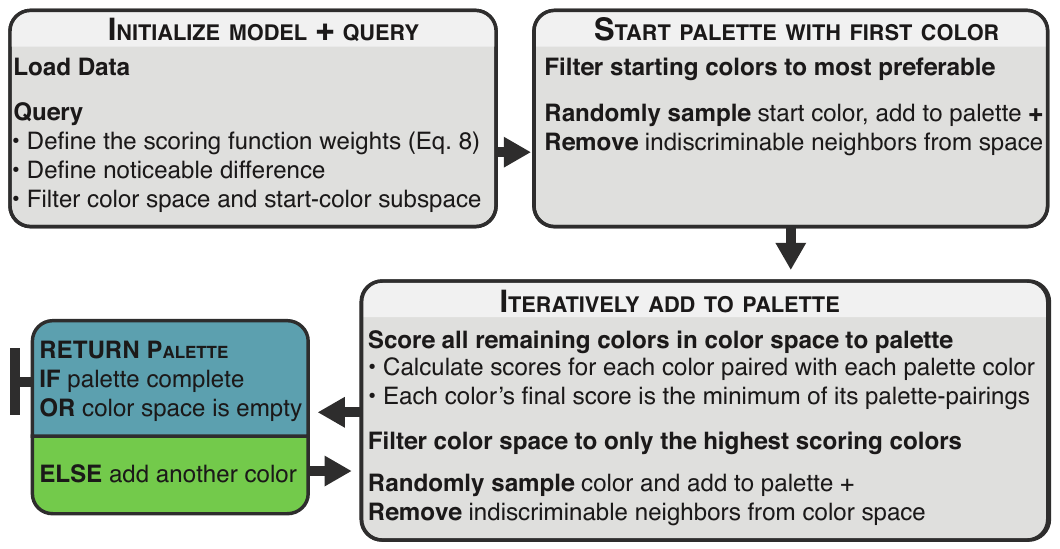 INITIALIZE MODEL + QUERY
Load Data
Query
• Define the scoring function weights (Eq. 8)
• Define noticeable difference
• Filter color space and start-color subspace
START PALETTE WITH FIRST COLOR
Filter starting colors to most preferable
Randomly sample start color, add to palette +
Remove indiscriminable neighbors from space
ITERATIVELY ADD TO PALETTE
Score all remaining colors in color space to palette
• Calculate scores for each color paired with each palette color
• Each color's final score is the minimum of its palette-pairings
Filter color space to only the highest scoring colors
Randomly sample color and add to palette +
Remove indiscriminable neighbors from color space
RETURN PALETTE
IF palette complete
OR color space is empty
ELSE add another color